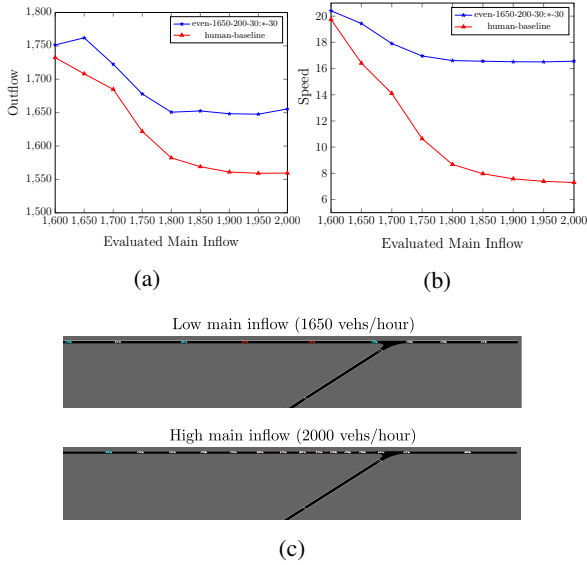 1,800
1,750
1,700
1,650
1,600
1,550
1,500
Outflow
even-1650-200-30:∗-30
human-baseline
1,600 1,650 1,700 1,750 1,800 1,850 1,900 1,950 2,000
Evaluated Main Inflow
(a)
20
18
16
14
12
10
8
6
Speed
even-1650-200-30:∗-30
human-baseline
1,600 1,650 1,700 1,750 1,800 1,850 1,900 1,950 2,000
Evaluated Main Inflow
(b)
Low main inflow (1650 vehs/hour)
High main inflow (2000 vehs/hour)
(c)